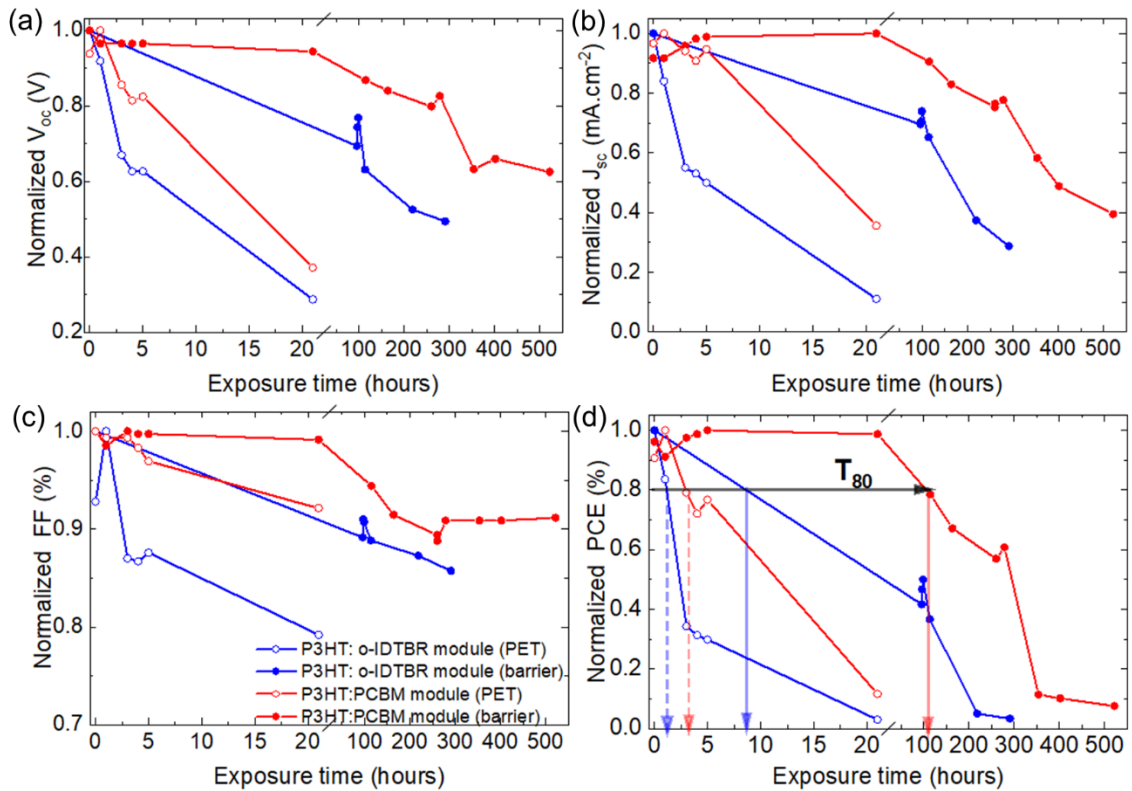 (a)
1.0
0.8
0.6
0.4
0.2
Normalized Voc (V)
0 5 10 15 20 100 200 300 400 500
Exposure time (hours)
(b)
1.0
0.8
0.6
0.4
0.2
0.0
Normalized Jsc (mA.cm-2)
0 5 10 15 20 100 200 300 400 500
Exposure time (hours)
(c)
1.0
0.9
0.8
0.7
Normalized FF (%)
P3HT: o-IDTBR module (PET)
P3HT: o-IDTBR module (barrier)
P3HT:PCBM module (PET)
P3HT:PCBM module (barrier)
0 5 10 15 20 100 200 300 400 500
Exposure time (hours)
(d)
1.0
0.8
0.6
0.4
0.2
0.0
Normalized PCE (%)
T80
0 5 10 15 20 100 200 300 400 500
Exposure time (hours)